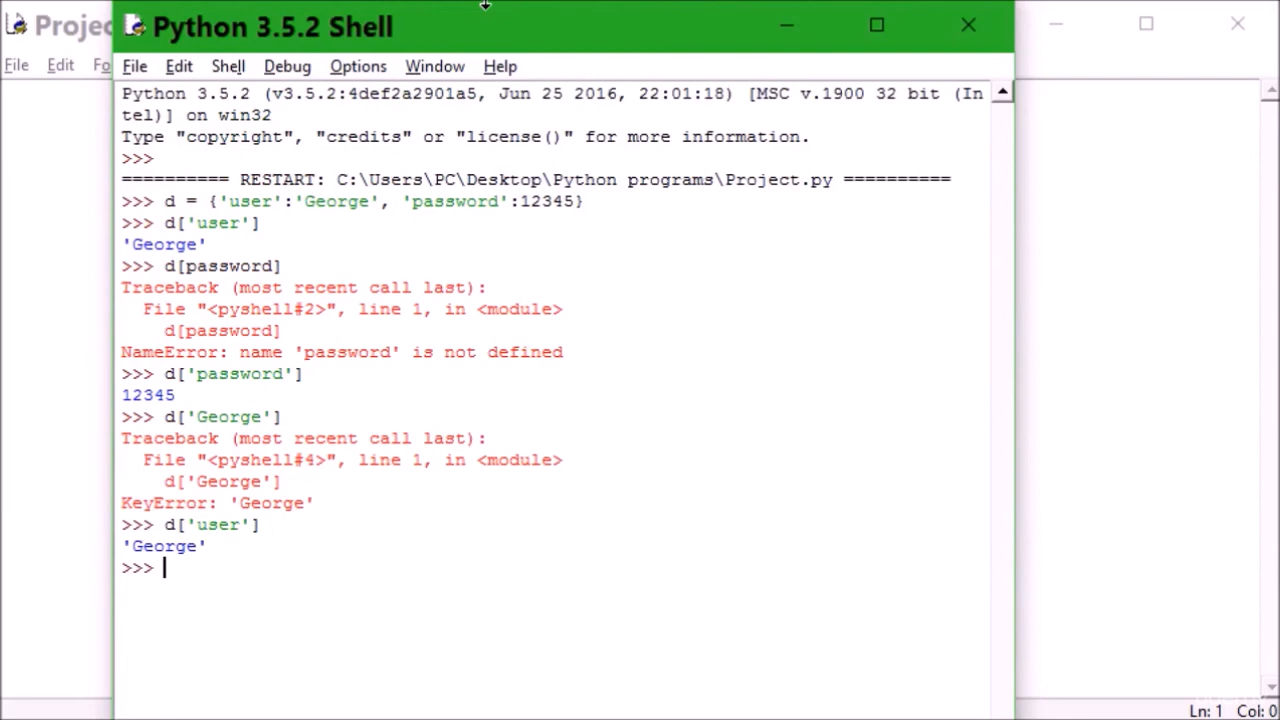 Projec
Python 3.5.2 Shell
File Edit Fo
File Edit Shell Debug Options Window Help
Python 3.5.2 (v3.5.2:4def2a2901a5, Jun 25 2016, 22:01:18) [MSC v.1900 32 bit (In
tel)] on win32
Type "copyright", "credits" or "license()" for more information.
>>>
========== RESTART: C:\Users\PC\Desktop\Python programs\Project.py ==========
>>> d = {'user':'George', 'password':12345}
>>> d['user']
'George'
>>> d[password]
Traceback (most recent call last):
  File "<pyshell#2>", line 1, in <module>
    d[password]
NameError: name 'password' is not defined
>>> d['password']
12345
>>> d['George']
Traceback (most recent call last):
  File "<pyshell#4>", line 1, in <module>
    d['George']
KeyError: 'George'
>>> d['user']
'George'
>>>
Ln: 1 Col: 0